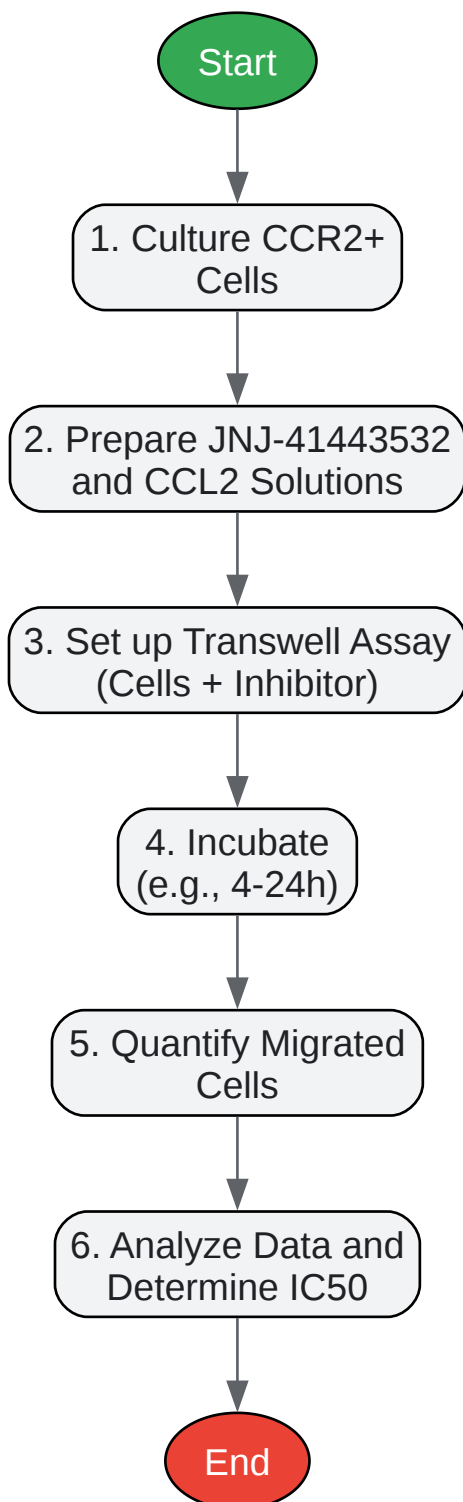 Start
1. Culture CCR2+
Cells
2. Prepare JNJ-41443532
and CCL2 Solutions
3. Set up Transwell Assay
(Cells + Inhibitor)
4. Incubate
(e.g., 4-24h)
5. Quantify Migrated
Cells
6. Analyze Data and
Determine IC50
End